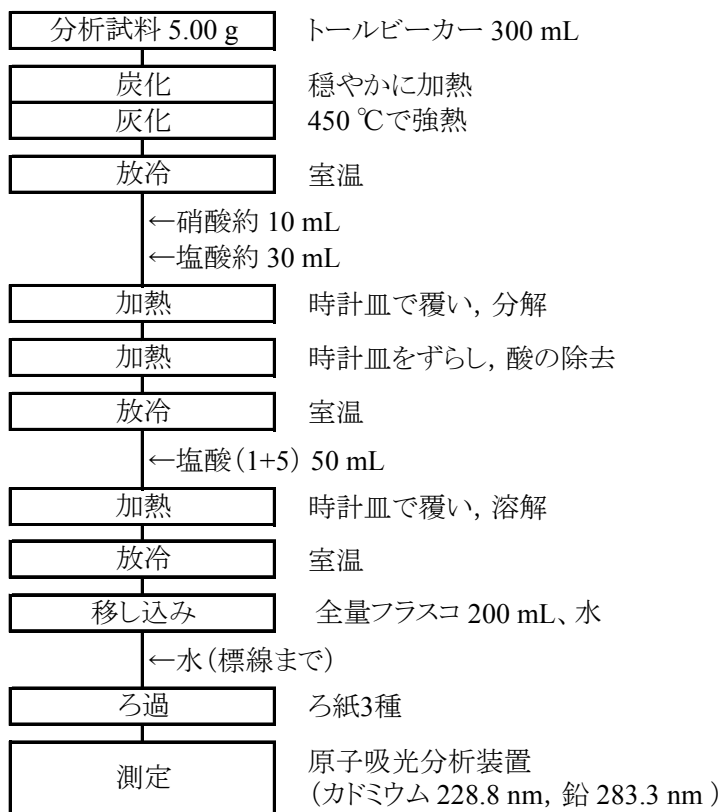 分析試料 5.00 g トールビーカー 300 mL
炭化 穏やかに加熱
灰化 450 ℃で強熱
放冷 室温
←硝酸約 10 mL
←塩酸約 30 mL
加熱 時計皿で覆い, 分解
加熱 時計皿をずらし, 酸の除去
放冷 室温
←塩酸(1+5) 50 mL
加熱 時計皿で覆い, 溶解
放冷 室温
移し込み 全量フラスコ 200 mL、水
←水(標線まで)
ろ過 ろ紙3種
測定 原子吸光分析装置
(カドミウム 228.8 nm, 鉛 283.3 nm )